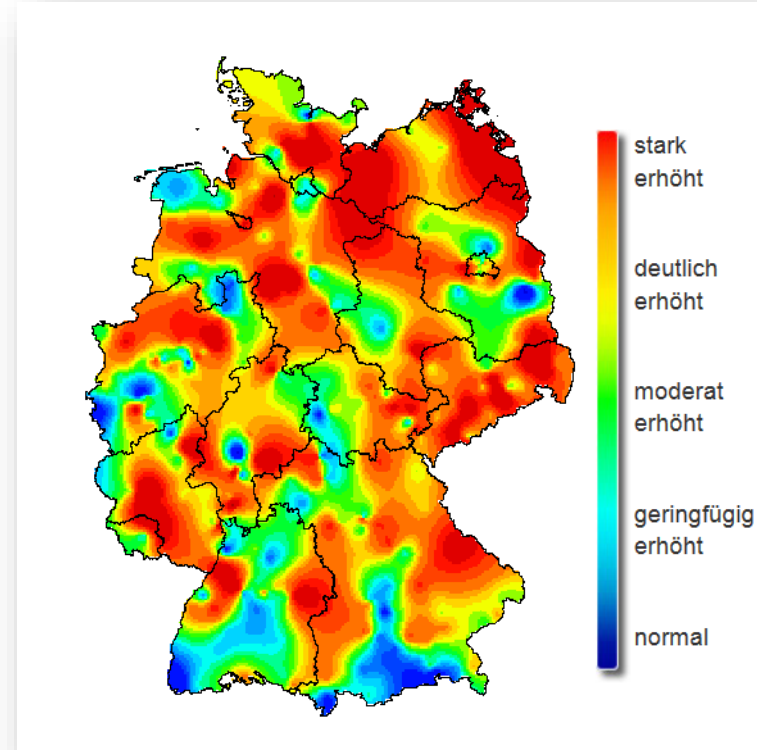 stark
erhöht
deutlich
erhöht
moderat
erhöht
geringfügig
erhöht
normal